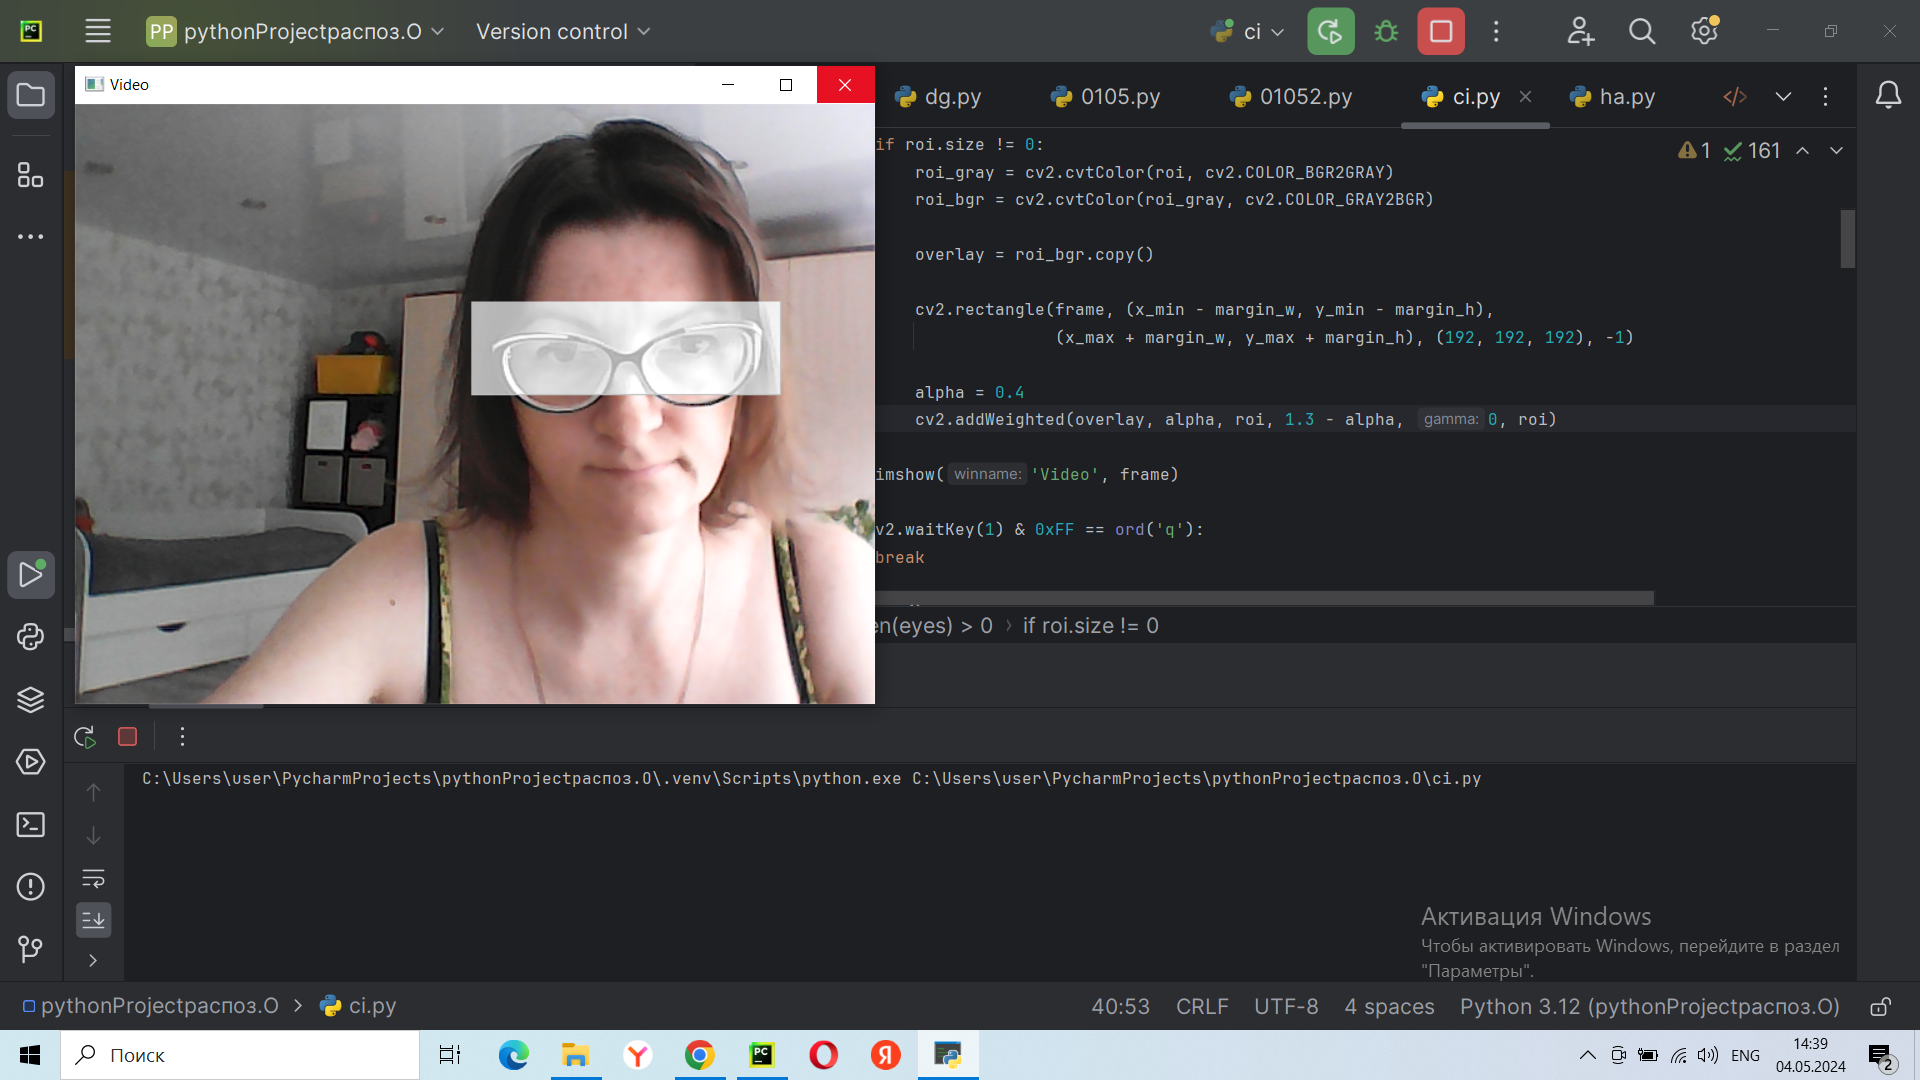 PC
PP pythonProjectраспоз.О
Version control
ci
Video
dg.py
0105.py
01052.py
ci.py
ha.py
if roi.size != 0:
1
161
roi_gray = cv2.cvtColor(roi, cv2.COLOR_BGR2GRAY)
roi_bgr = cv2.cvtColor(roi_gray, cv2.COLOR_GRAY2BGR)
overlay = roi_bgr.copy()
cv2.rectangle(frame, (x_min - margin_w, y_min - margin_h),
(x_max + margin_w, y_max + margin_h), (192, 192, 192), -1)
alpha = 0.4
cv2.addWeighted(overlay, alpha, roi, 1.3 - alpha, gamma: 0, roi)
imshow( winname: 'Video', frame)
v2.waitKey(1) & 0xFF == ord('q'):
break
en(eyes) > 0 › if roi.size != 0
C:\Users\user\PycharmProjects\pythonProjectраспоз.О\.venv\Scripts\python.exe C:\Users\user\PycharmProjects\pythonProjectраспоз.О\ci.py
Активация Windows
Чтобы активировать Windows, перейдите в раздел
"Параметры".
pythonProjectраспоз.О > ci.py
40:53 CRLF UTF-8 4 spaces Python 3.12 (pythonProjectраспоз.О)
Поиск
PC
ENG
14:39
04.05.2024
2